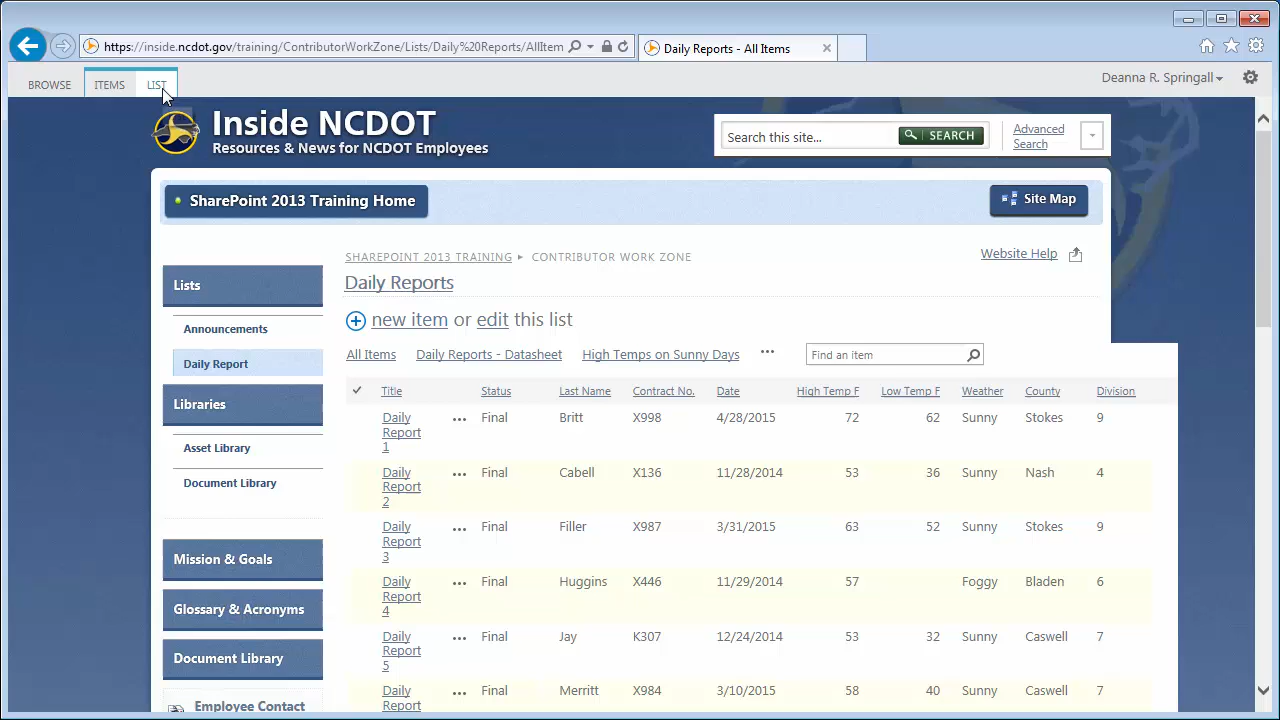 https://inside.ncdot.gov/training/ContributorWorkZone/Lists/Daily%20Reports/AllItem
Daily Reports - All Items
BROWSE ITEMS LIST
Deanna R. Springall
Inside NCDOT
Resources & News for NCDOT Employees
Search this site... SEARCH
Advanced Search
SharePoint 2013 Training Home
Site Map
SHAREPOINT 2013 TRAINING ▸ CONTRIBUTOR WORK ZONE
Website Help
Daily Reports
new item or edit this list
All Items Daily Reports - Datasheet High Temps on Sunny Days ... Find an item
Lists
Announcements
Daily Report
Libraries
Asset Library
Document Library
Mission & Goals
Glossary & Acronyms
Document Library
Employee Contact
Title Status Last Name Contract No. Date High Temp F Low Temp F Weather County Division
Daily Report 1 ... Final Britt X998 4/28/2015 72 62 Sunny Stokes 9
Daily Report 2 ... Final Cabell X136 11/28/2014 53 36 Sunny Nash 4
Daily Report 3 ... Final Filler X987 3/31/2015 63 52 Sunny Stokes 9
Daily Report 4 ... Final Huggins X446 11/29/2014 57 Foggy Bladen 6
Daily Report 5 ... Final Jay K307 12/24/2014 53 32 Sunny Caswell 7
Daily Report ... Final Merritt X984 3/10/2015 58 40 Sunny Caswell 7